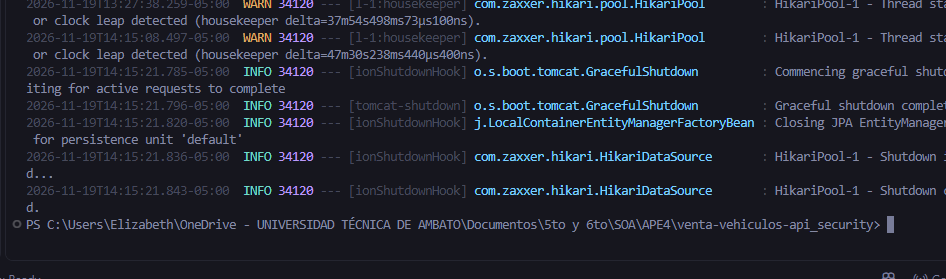 2026-11-19T13:27:38.259-05:00 WARN 34120 --- [l-1:housekeeper] com.zaxxer.hikari.pool.HikariPool : HikariPool-1 - Thread sta
or clock leap detected (housekeeper delta=37m54s498ms73µs100ns).
2026-11-19T14:15:08.497-05:00 WARN 34120 --- [l-1:housekeeper] com.zaxxer.hikari.pool.HikariPool : HikariPool-1 - Thread sta
or clock leap detected (housekeeper delta=47m30s238ms440µs400ns).
2026-11-19T14:15:21.785-05:00 INFO 34120 --- [ionShutdownHook] o.s.boot.tomcat.GracefulShutdown : Commencing graceful shut
iting for active requests to complete
2026-11-19T14:15:21.796-05:00 INFO 34120 --- [tomcat-shutdown] o.s.boot.tomcat.GracefulShutdown : Graceful shutdown complet
2026-11-19T14:15:21.820-05:00 INFO 34120 --- [ionShutdownHook] j.LocalContainerEntityManagerFactoryBean : Closing JPA EntityManager
for persistence unit 'default'
2026-11-19T14:15:21.836-05:00 INFO 34120 --- [ionShutdownHook] com.zaxxer.hikari.HikariDataSource : HikariPool-1 - Shutdown i
d...
2026-11-19T14:15:21.843-05:00 INFO 34120 --- [ionShutdownHook] com.zaxxer.hikari.HikariDataSource : HikariPool-1 - Shutdown c
d.
PS C:\Users\Elizabeth\OneDrive - UNIVERSIDAD TÉCNICA DE AMBATO\Documentos\5to y 6to\SOA\APE4\venta-vehiculos-api_security>